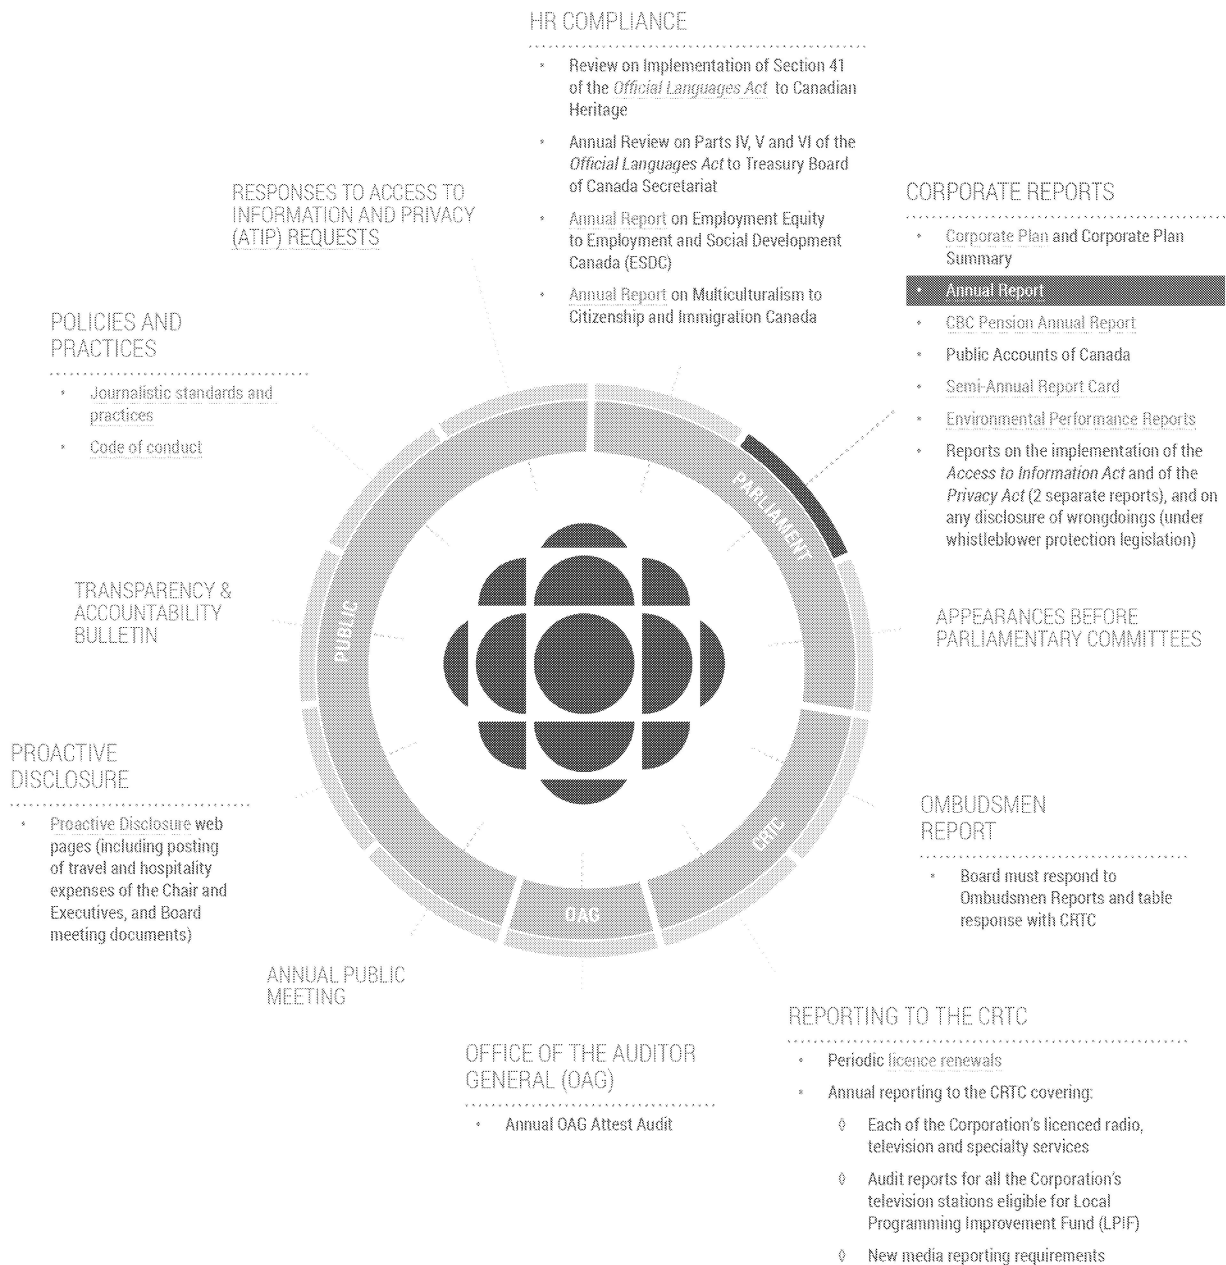 HR COMPLIANCE
Review on Implementation of Section 41
of the Official Languages Act to Canadian
Heritage
Annual Review on Parts IV, V and VI of the
Official Languages Act to Treasury Board
of Canada Secretariat
Annual Report on Employment Equity
to Employment and Social Development
Canada (ESDC)
Annual Report on Multiculturalism to
Citizenship and Immigration Canada
RESPONSES TO ACCESS TO
INFORMATION AND PRIVACY
(ATIP) REQUESTS
CORPORATE REPORTS
Corporate Plan and Corporate Plan
Summary
Annual Report
CBC Pension Annual Report
Public Accounts of Canada
Semi-Annual Report Card
Environmental Performance Reports
Reports on the implementation of the
Access to Information Act and of the
Privacy Act (2 separate reports), and on
any disclosure of wrongdoings (under
whistleblower protection legislation)
POLICIES AND
PRACTICES
Journalistic standards and
practices
Code of conduct
PARLIAMENT
PUBLIC
CRTC
OAG
TRANSPARENCY &
ACCOUNTABILITY
BULLETIN
APPEARANCES BEFORE
PARLIAMENTARY COMMITTEES
PROACTIVE
DISCLOSURE
Proactive Disclosure web
pages (including posting
of travel and hospitality
expenses of the Chair and
Executives, and Board
meeting documents)
OMBUDSMEN
REPORT
Board must respond to
Ombudsmen Reports and table
response with CRTC
ANNUAL PUBLIC
MEETING
OFFICE OF THE AUDITOR
GENERAL (OAG)
Annual OAG Attest Audit
REPORTING TO THE CRTC
Periodic licence renewals
Annual reporting to the CRTC covering:
Each of the Corporation's licenced radio,
television and specialty services
Audit reports for all the Corporation's
television stations eligible for Local
Programming Improvement Fund (LPIF)
New media reporting requirements